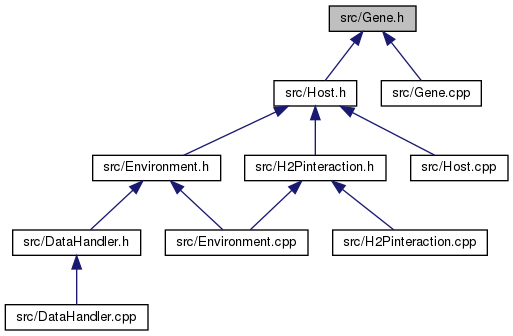 src/Gene.h
src/Host.h
src/Gene.cpp
src/Environment.h
src/H2Pinteraction.h
src/Host.cpp
src/DataHandler.h
src/Environment.cpp
src/H2Pinteraction.cpp
src/DataHandler.cpp